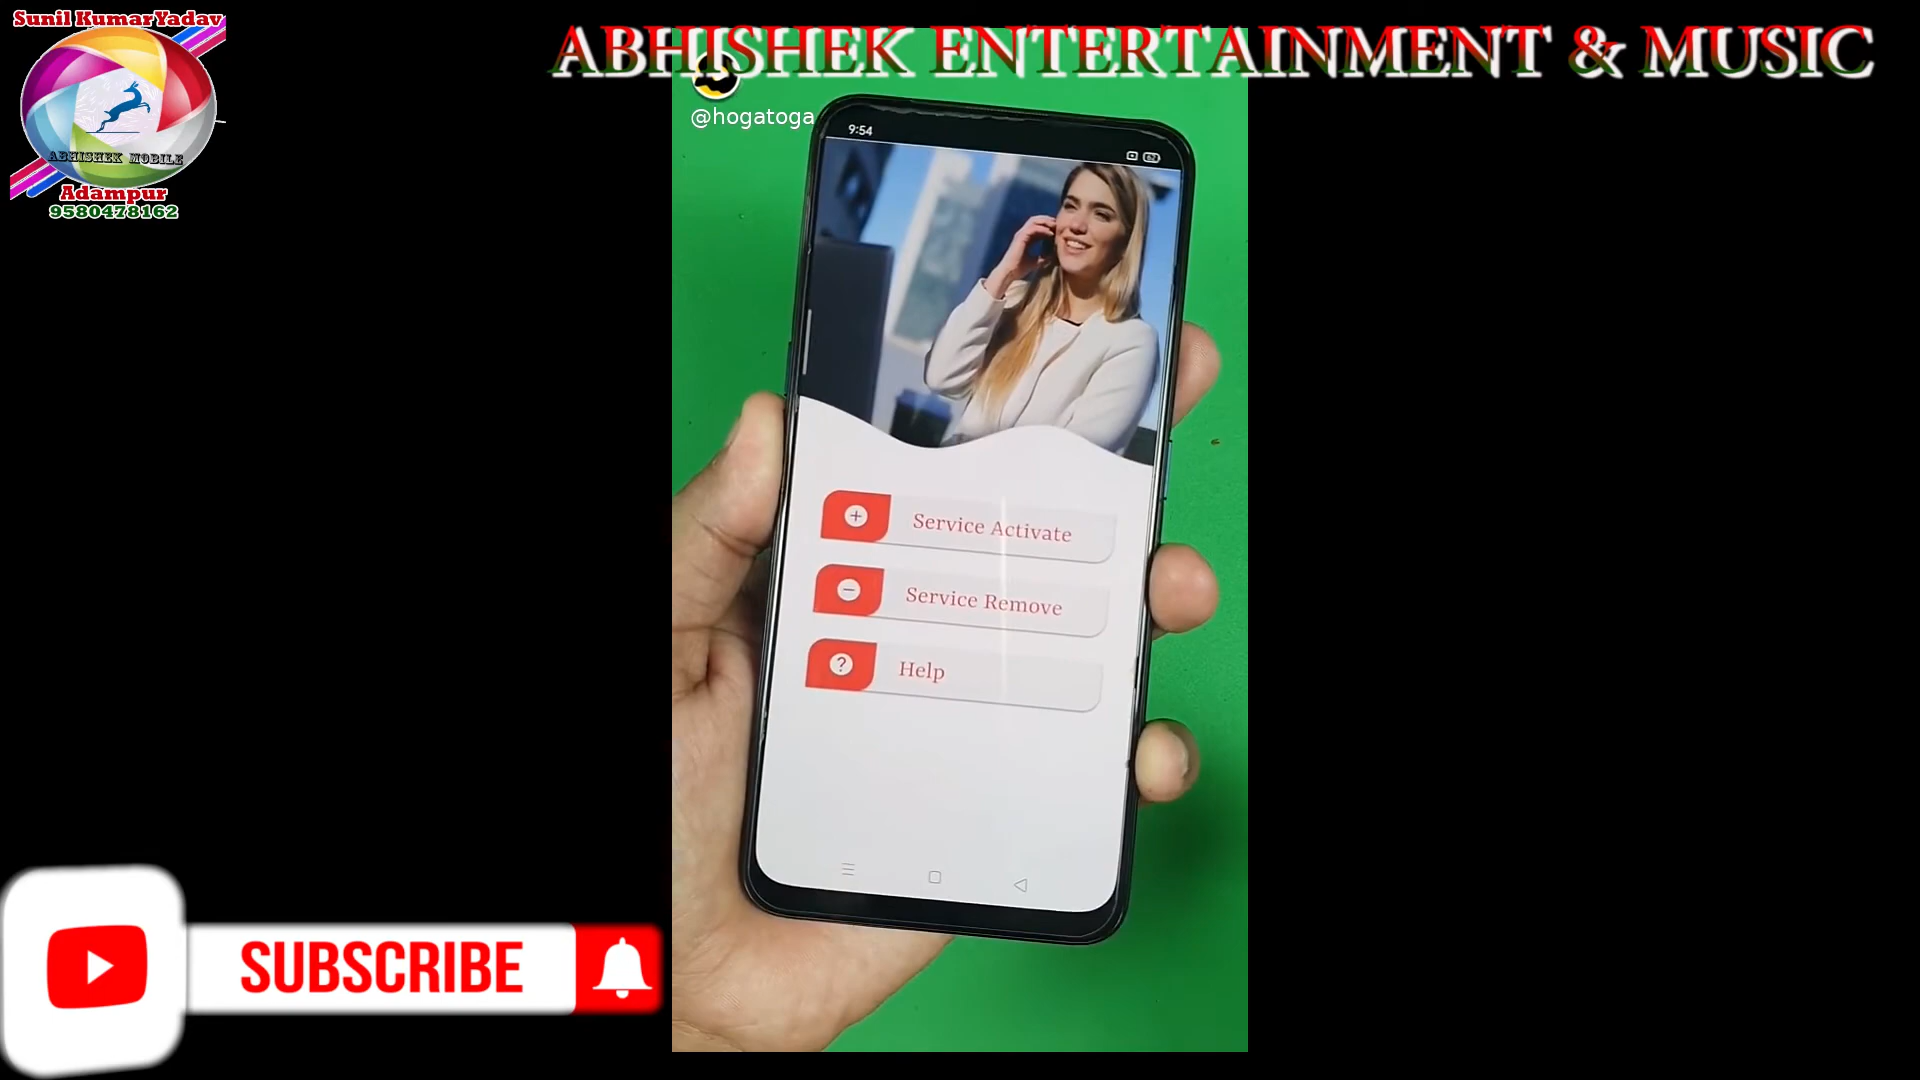 Sunil Kumar Yadav
ABHISHEK MOBILE
Adampur
9580478162
ABHISHEK ENTERTAINMENT & MUSIC
@hogatoga
9:54
Service Activate
Service Remove
Help
SUBSCRIBE